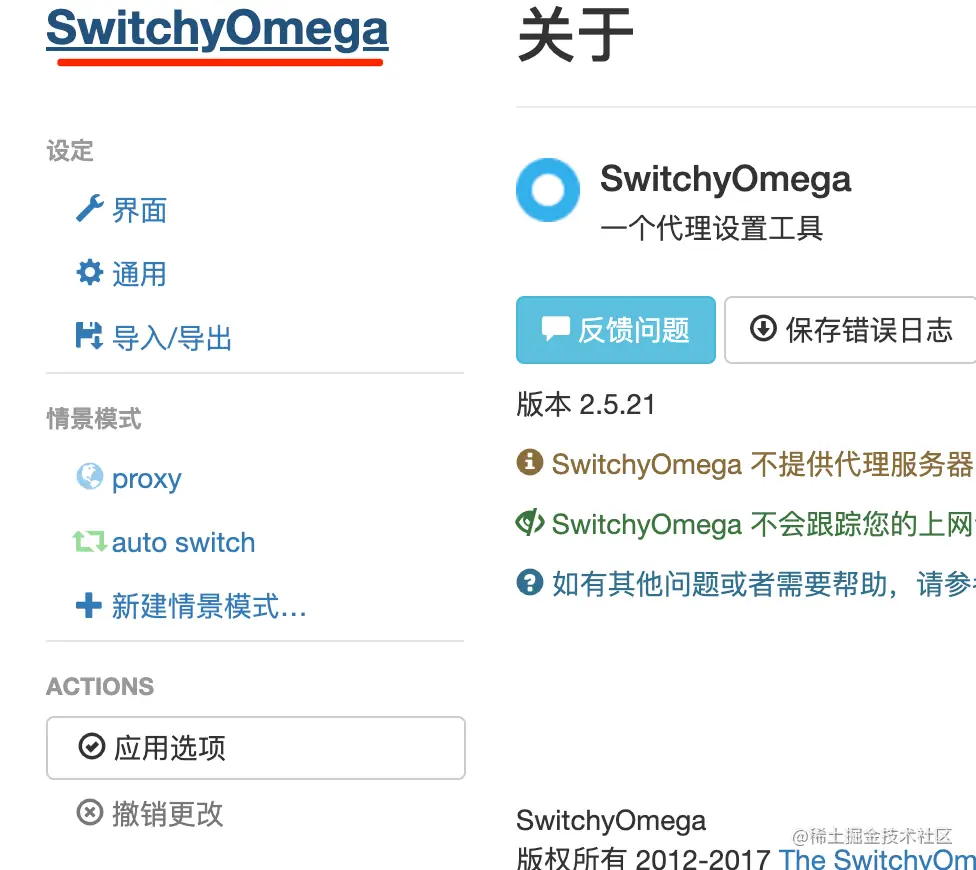 SwitchyOmega
设定
界面
通用
导入/导出
情景模式
proxy
auto switch
新建情景模式...
ACTIONS
应用选项
撤销更改
关于
SwitchyOmega
一个代理设置工具
反馈问题
保存错误日志
版本 2.5.21
SwitchyOmega 不提供代理服务器
SwitchyOmega 不会跟踪您的上网
如有其他问题或者需要帮助，请参
SwitchyOmega
版权所有 2012-2017 The SwitchyOm
@稀土掘金技术社区